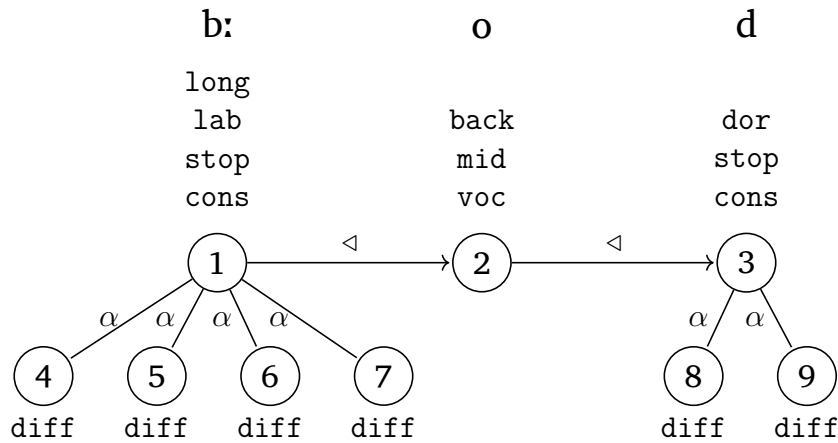 bː o d
long
lab back dor
stop mid stop
cons voc cons
◁ ◁
1 2 3
α α α α α α
4 5 6 7 8 9
diff diff diff diff diff diff